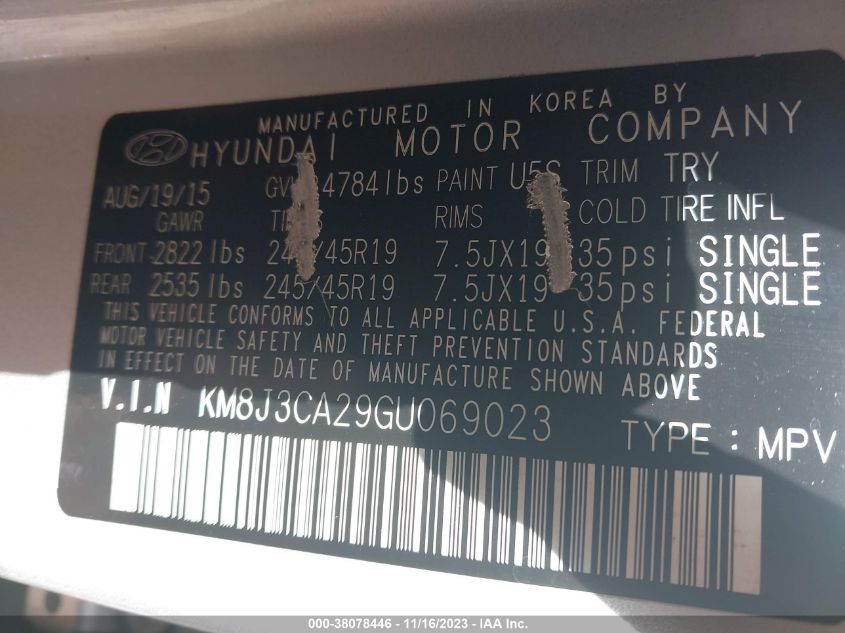 MANUFACTURED IN KOREA BY
HYUNDAI MOTOR COMPANY
AUG/19/15 4784lbs PAINT TRIM TRY
GAWR RIMS COLD TIRE INFL
FRONT 2822 lbs 7.5JX19 35psi SINGLE
REAR 2535 lbs 245/45R19 7.5JX19 35psi SINGLE
THIS VEHICLE CONFORMS TO ALL APPLICABLE U.S.A. FEDERAL
MOTOR VEHICLE SAFETY AND THEFT PREVENTION STANDARDS
IN EFFECT ON THE DATE OF MANUFACTURE SHOWN ABOVE
V.I.N KM8J3CA29GU069023 TYPE : MPV
000-38078446 - 11/16/2023 - IAA Inc.